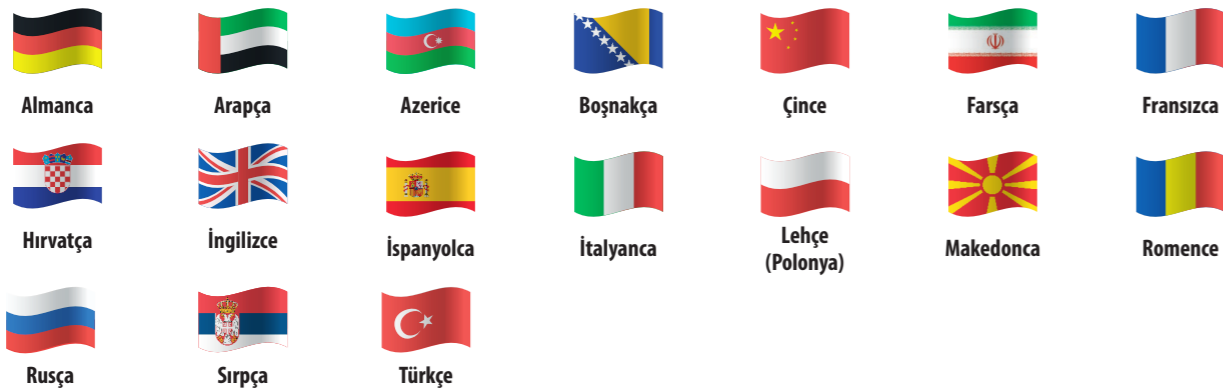 Almanca
Arapça
Azerice
Boşnakça
Çince
Farsça
Fransızca
Hırvatça
İngilizce
İspanyolca
İtalyanca
Lehçe
(Polonya)
Makedonca
Romence
Rusça
Sırpça
Türkçe